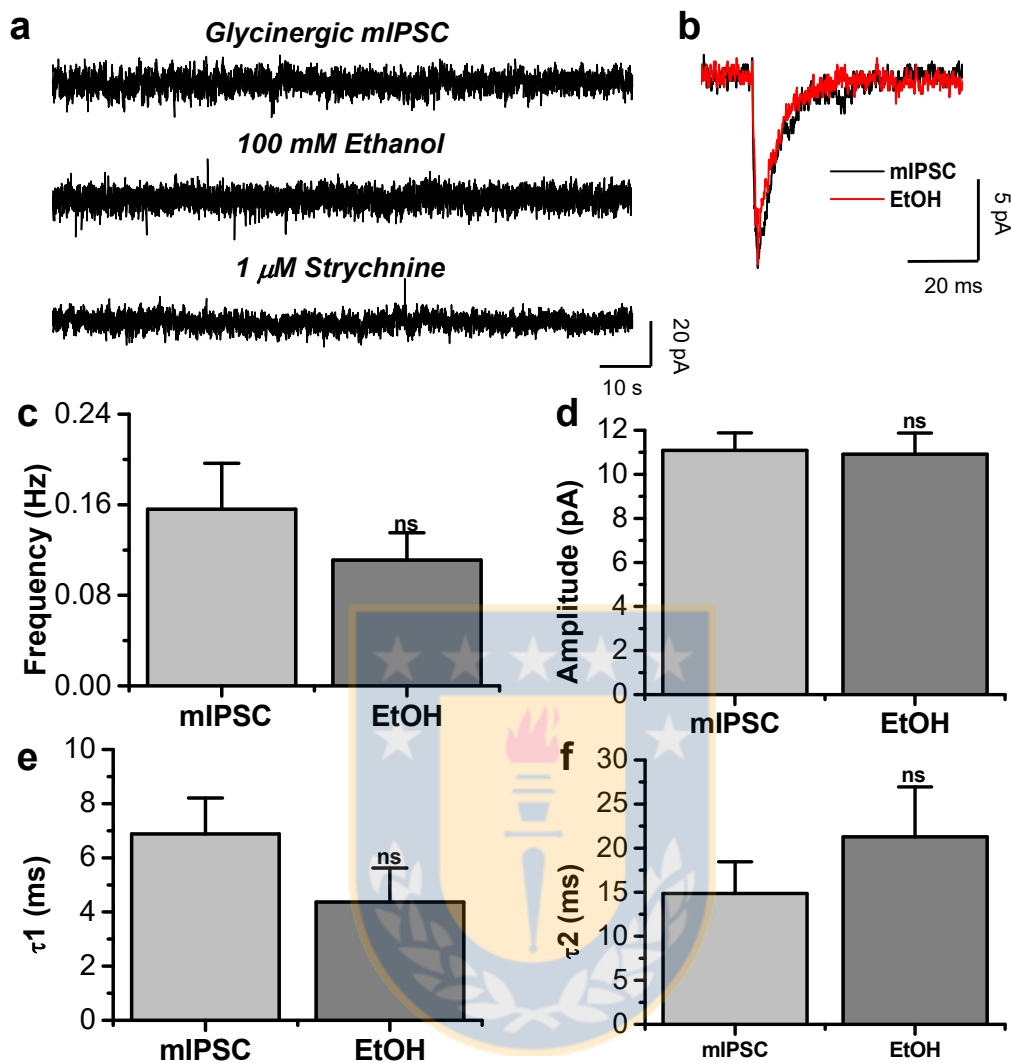 a
Glycinergic mIPSC
100 mM Ethanol
1 μM Strychnine
20 pA
10 s
b
mIPSC
EtOH
5 pA
20 ms
c
Frequency (Hz)
0.24
0.16
0.08
0.00
ns
mIPSC EtOH
d
Amplitude (pA)
12
10
8
6
4
2
0
ns
mIPSC EtOH
e
τ1 (ms)
10
8
6
4
2
0
ns
mIPSC EtOH
f
τ2 (ms)
30
25
20
15
10
5
0
ns
mIPSC EtOH